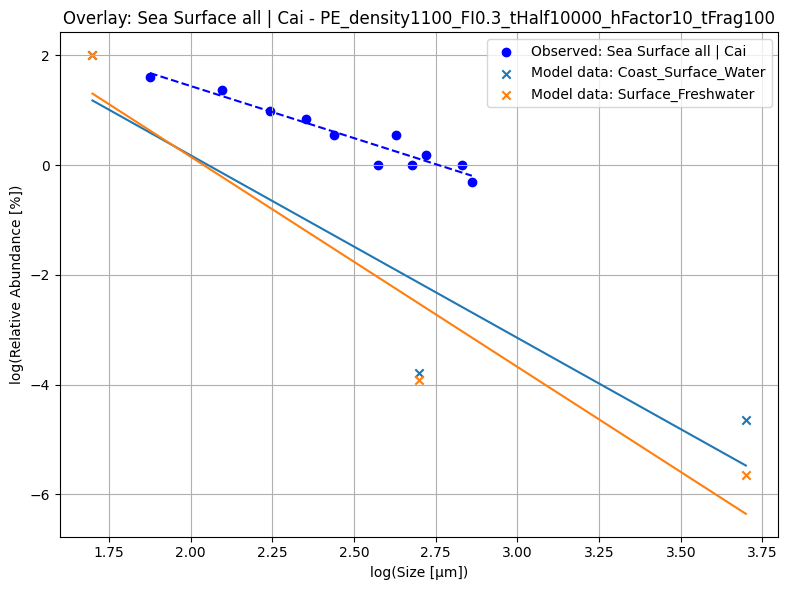 Overlay: Sea Surface all | Cai - PE_density1100_FI0.3_tHalf10000_hFactor10_tFrag100
Observed: Sea Surface all | Cai
Model data: Coast_Surface_Water
Model data: Surface_Freshwater
log(Relative Abundance [%])
2
0
−2
−4
−6
1.75
2.00
2.25
2.50
2.75
3.00
3.25
3.50
3.75
log(Size [µm])